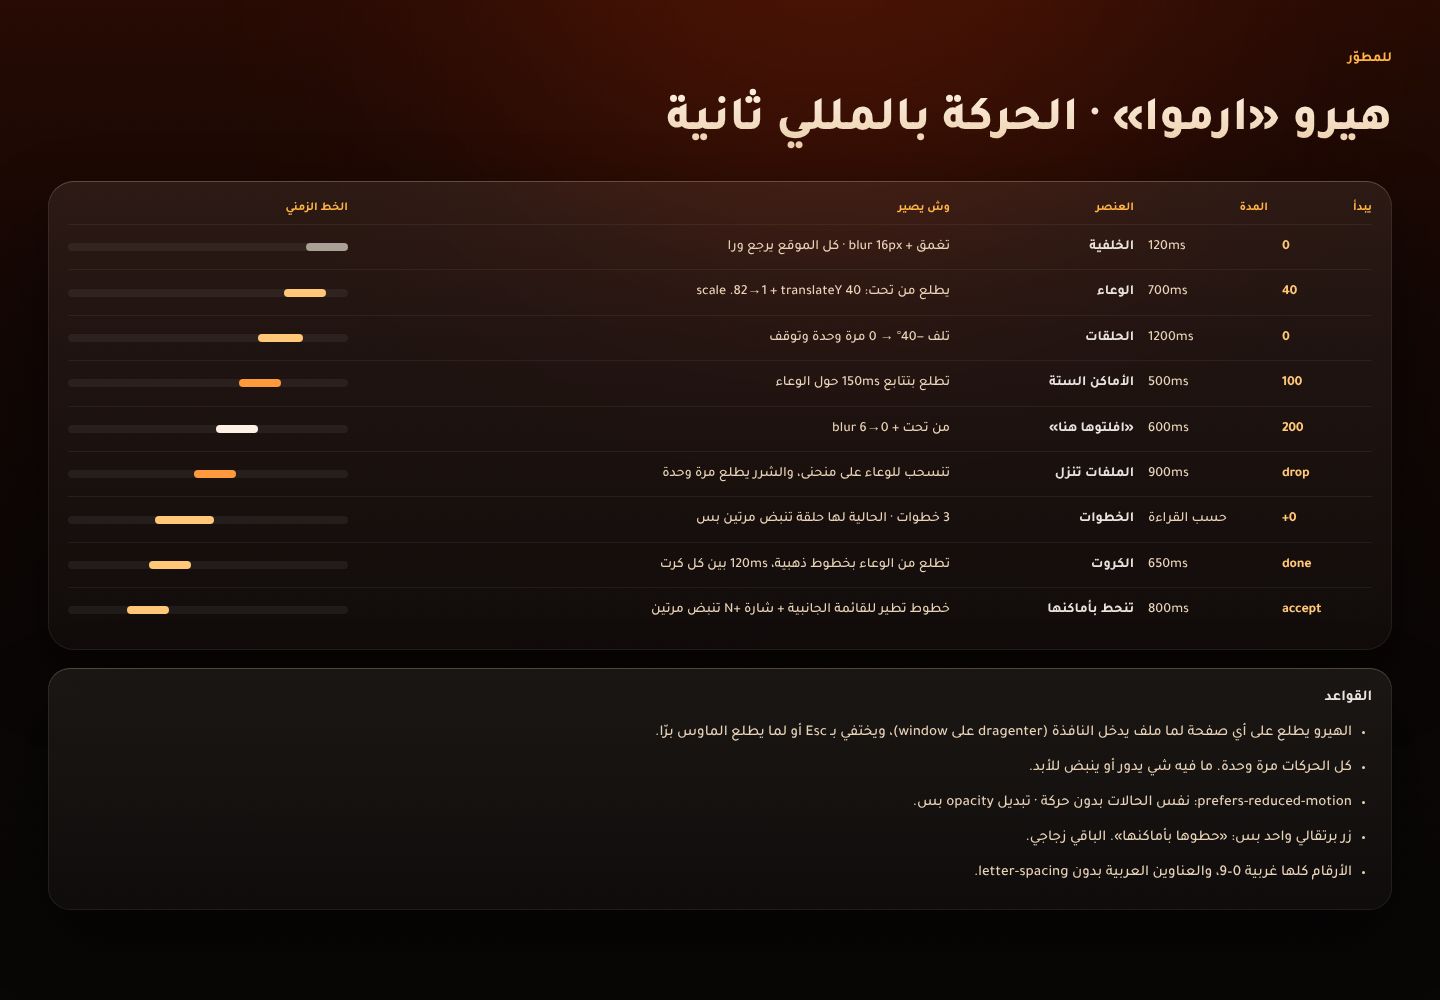 للمطوّر
هيرو «ارموا» · الحركة بالمللي ثانية
يبدأ المدة العنصر وش يصير الخط الزمني
0 120ms الخلفية تغمق + blur 16px · كل الموقع يرجع ورا
40 700ms الوعاء يطلع من تحت: scale .82→1 + translateY 40
0 1200ms الحلقات تلف −40° → 0 مرة وحدة وتوقف
100 500ms الأماكن الستة تطلع بتتابع 150ms حول الوعاء
200 600ms «افلتوها هنا» من تحت + blur 6→0
drop 900ms الملفات تنزل تنسحب للوعاء على منحنى، والشرر يطلع مرة وحدة
+0 حسب القراءة الخطوات 3 خطوات · الحالية لها حلقة تنبض مرتين بس
done 650ms الكروت تطلع من الوعاء بخطوط ذهبية، 120ms بين كل كرت
accept 800ms تنحط بأماكنها خطوط تطير للقائمة الجانبية + شارة +N تنبض مرتين
القواعد
• الهيرو يطلع على أي صفحة لما ملف يدخل النافذة (dragenter على window)، ويختفي بـ Esc أو لما يطلع الماوس برّا.
• كل الحركات مرة وحدة. ما فيه شي يدور أو ينبض للأبد.
• prefers-reduced-motion: نفس الحالات بدون حركة · تبديل opacity بس.
• زر برتقالي واحد بس: «حطوها بأماكنها». الباقي زجاجي.
• الأرقام كلها غربية 0-9، والعناوين العربية بدون letter-spacing.